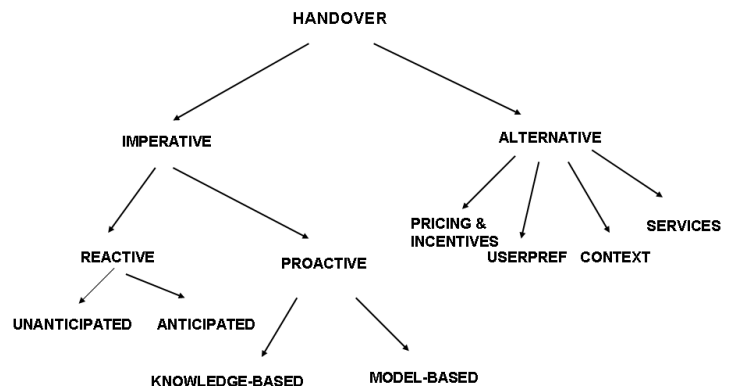 HANDOVER
IMPERATIVE
ALTERNATIVE
PRICING &
INCENTIVES
USERPREF
CONTEXT
SERVICES
REACTIVE
PROACTIVE
UNANTICIPATED
ANTICIPATED
KNOWLEDGE-BASED
MODEL-BASED